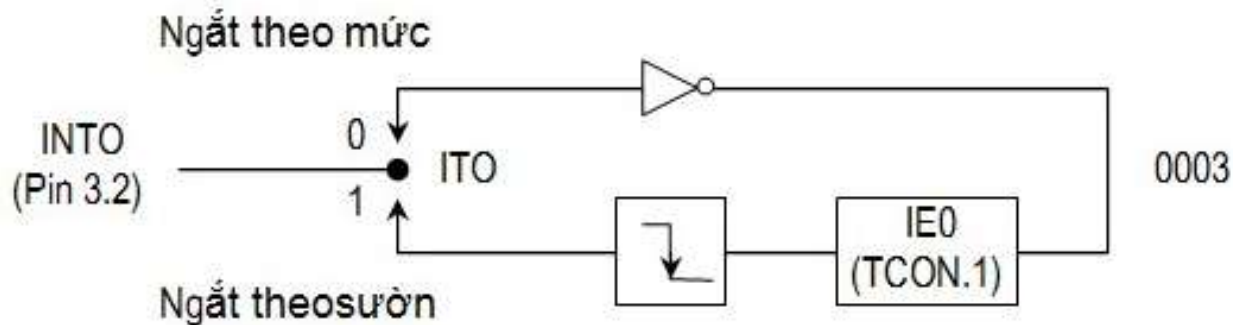 Ngắt theo mức
INTO
(Pin 3.2)
0
1
ITO
0003
IE0
(TCON.1)
Ngắt theosườn